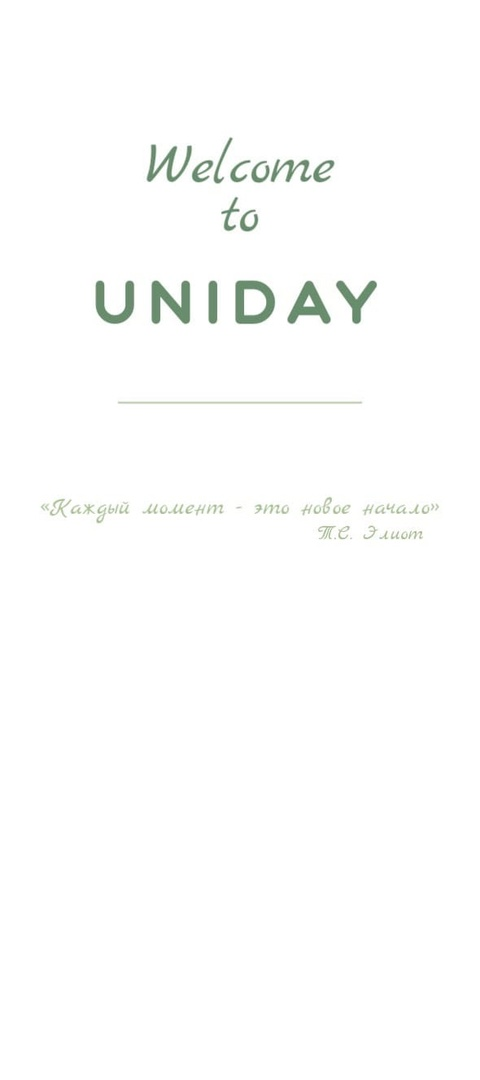 Welcome
to
UNIDAY
«Каждый момент - это новое начало»
Т.С. Элиот